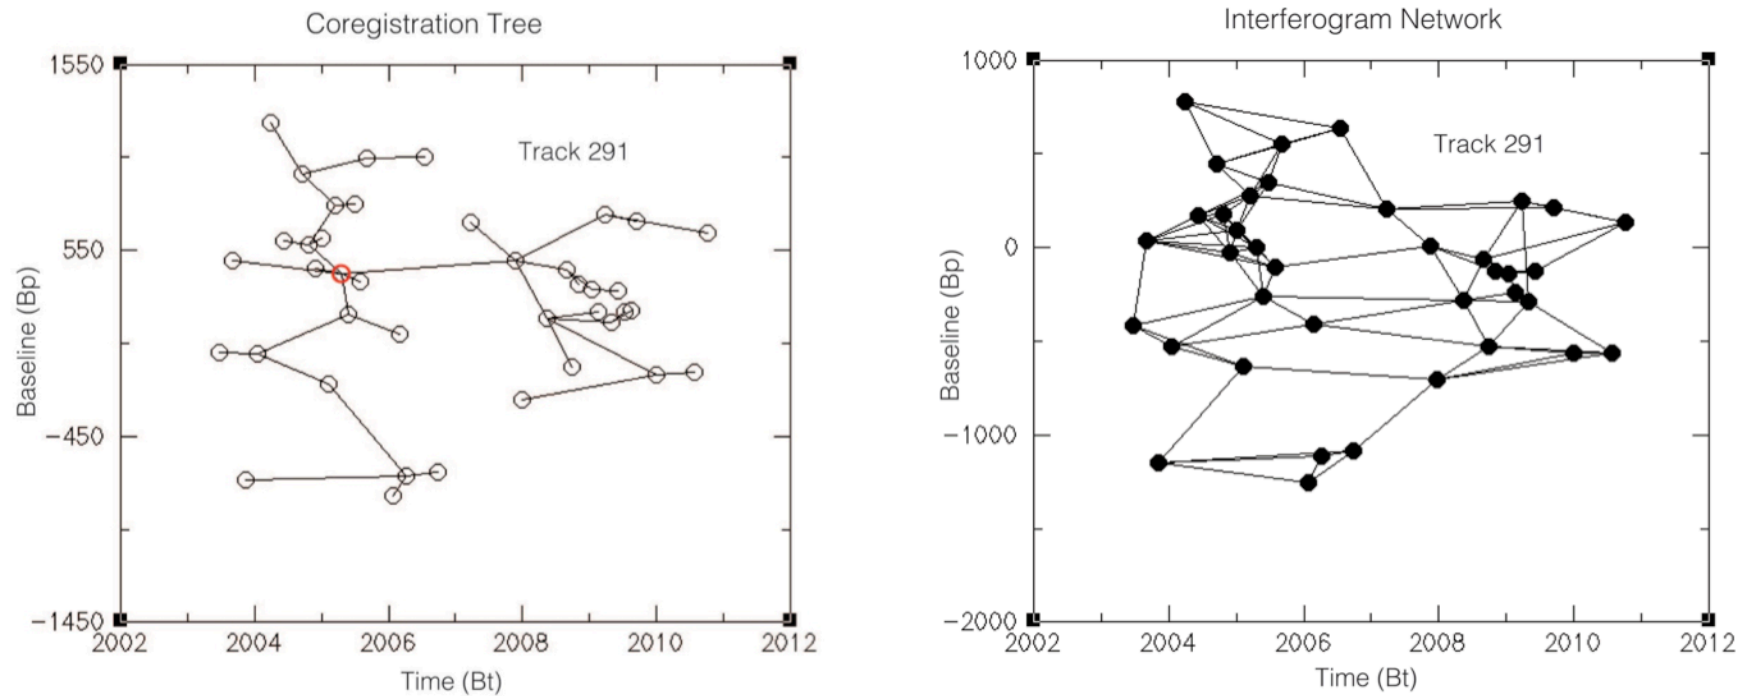 Coregistration Tree
1550
550
−450
−1450
2002 2004 2006 2008 2010 2012
Baseline (Bp)
Time (Bt)
Track 291
Interferogram Network
1000
0
−1000
−2000
2002 2004 2006 2008 2010 2012
Baseline (Bp)
Time (Bt)
Track 291